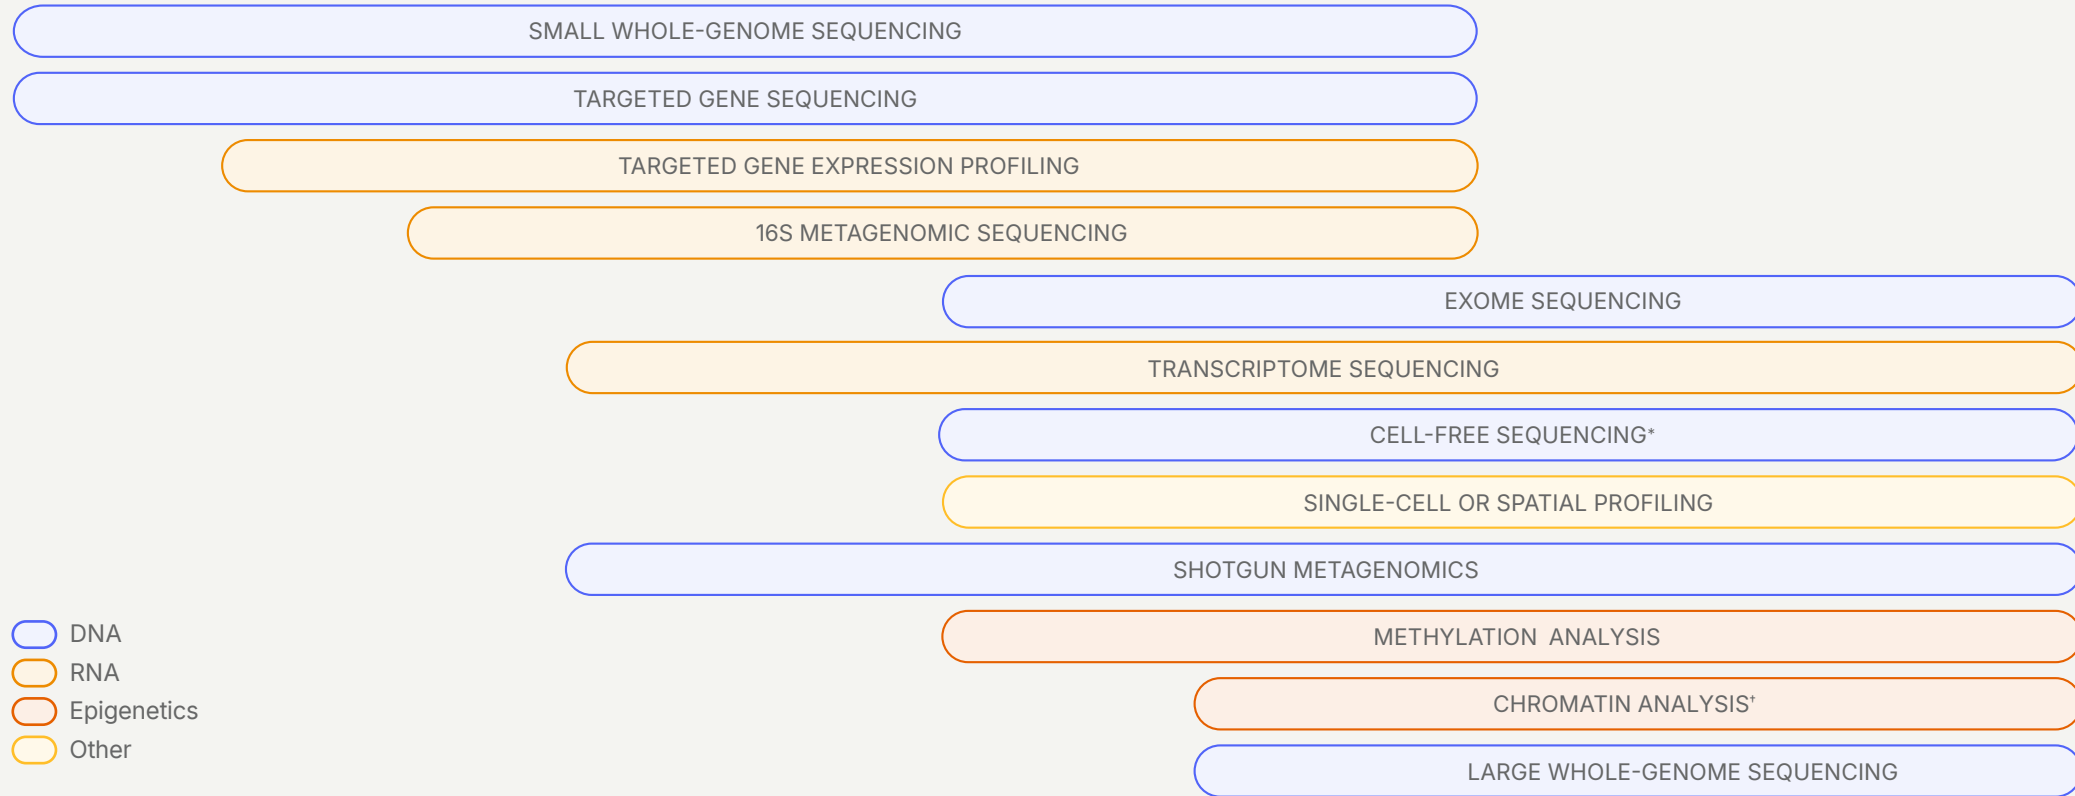 SMALL WHOLE-GENOME SEQUENCING
TARGETED GENE SEQUENCING
TARGETED GENE EXPRESSION PROFILING
16S METAGENOMIC SEQUENCING
EXOME SEQUENCING
TRANSCRIPTOME SEQUENCING
CELL-FREE SEQUENCING*
SINGLE-CELL OR SPATIAL PROFILING
SHOTGUN METAGENOMICS
METHYLATION  ANALYSIS
CHROMATIN ANALYSIS†
LARGE WHOLE-GENOME SEQUENCING
DNA
RNA
Epigenetics
Other